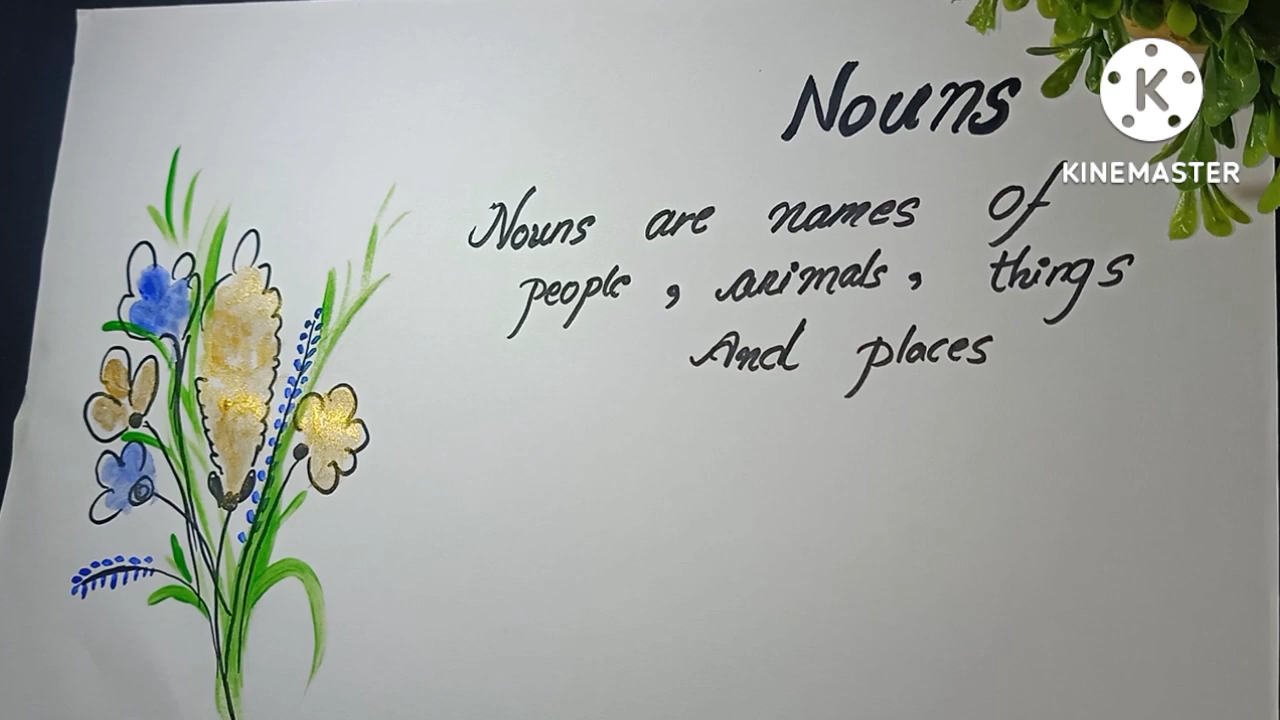 Nouns
KINEMASTER
Nouns are names of
people, animals, things
And places